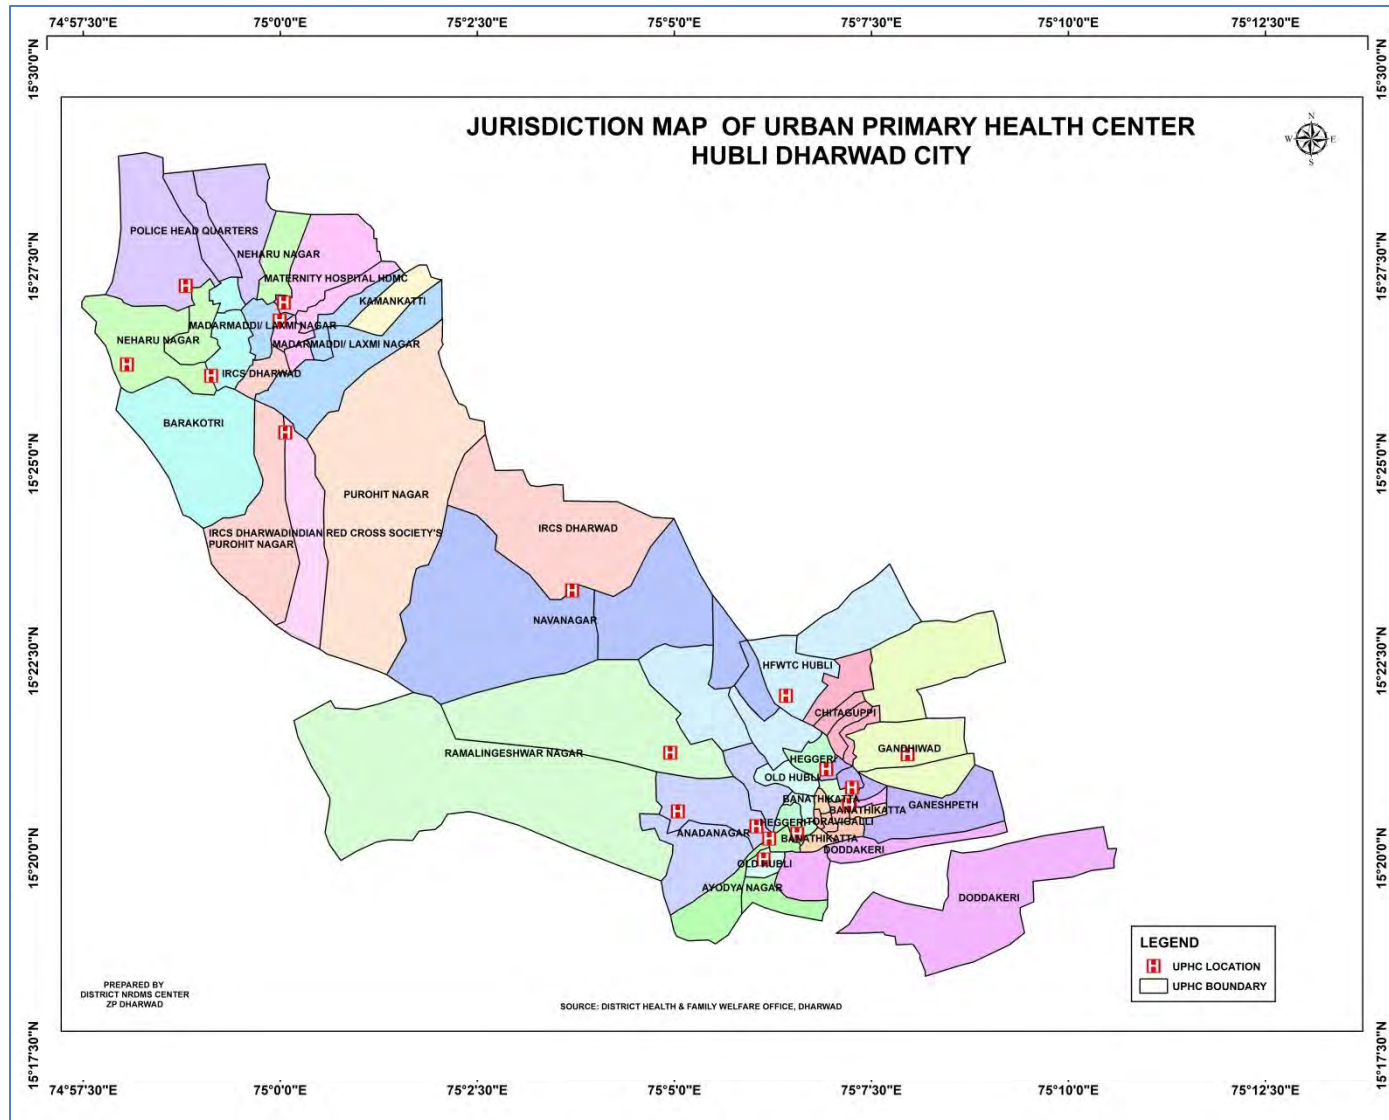 74°57'30"E 75°0'0"E 75°2'30"E 75°5'0"E 75°7'30"E 75°10'0"E 75°12'30"E
15°30'0"N 15°30'0"N
JURISDICTION MAP OF URBAN PRIMARY HEALTH CENTER
HUBLI DHARWAD CITY
N
W E
S
POLICE HEAD QUARTERS
NEHARU NAGAR
15°27'30"N 15°27'30"N
MATERNITY HOSPITAL HDMC
KAMANKATTI
MADARMADDI/ LAXMI NAGAR
NEHARU NAGAR
MADARMADDI/ LAXMI NAGAR
IRCS DHARWAD
BARAKOTRI
15°25'0"N 15°25'0"N
PUROHIT NAGAR
IRCS DHARWAD
IRCS DHARWADINDIAN RED CROSS SOCIETY'S
PUROHIT NAGAR
NAVANAGAR
15°22'30"N 15°22'30"N
HFWTC HUBLI
CHITAGUPPI
GANDHIWAD
RAMALINGESHWAR NAGAR
HEGGERI
OLD HUBLI
BANATHIKATTA
GANESHPETH
BANATHIKATTA
HEGGERI
TORAVIGALLI
ANADANAGAR
BANATHIKATTA
DODDAKERI
15°20'0"N 15°20'0"N
OLD HUBLI
AYODYA NAGAR
DODDAKERI
LEGEND
H UPHC LOCATION
UPHC BOUNDARY
PREPARED BY
DISTRICT NRDMS CENTER
ZP DHARWAD
SOURCE: DISTRICT HEALTH & FAMILY WELFARE OFFICE, DHARWAD
15°17'30"N 15°17'30"N
74°57'30"E 75°0'0"E 75°2'30"E 75°5'0"E 75°7'30"E 75°10'0"E 75°12'30"E